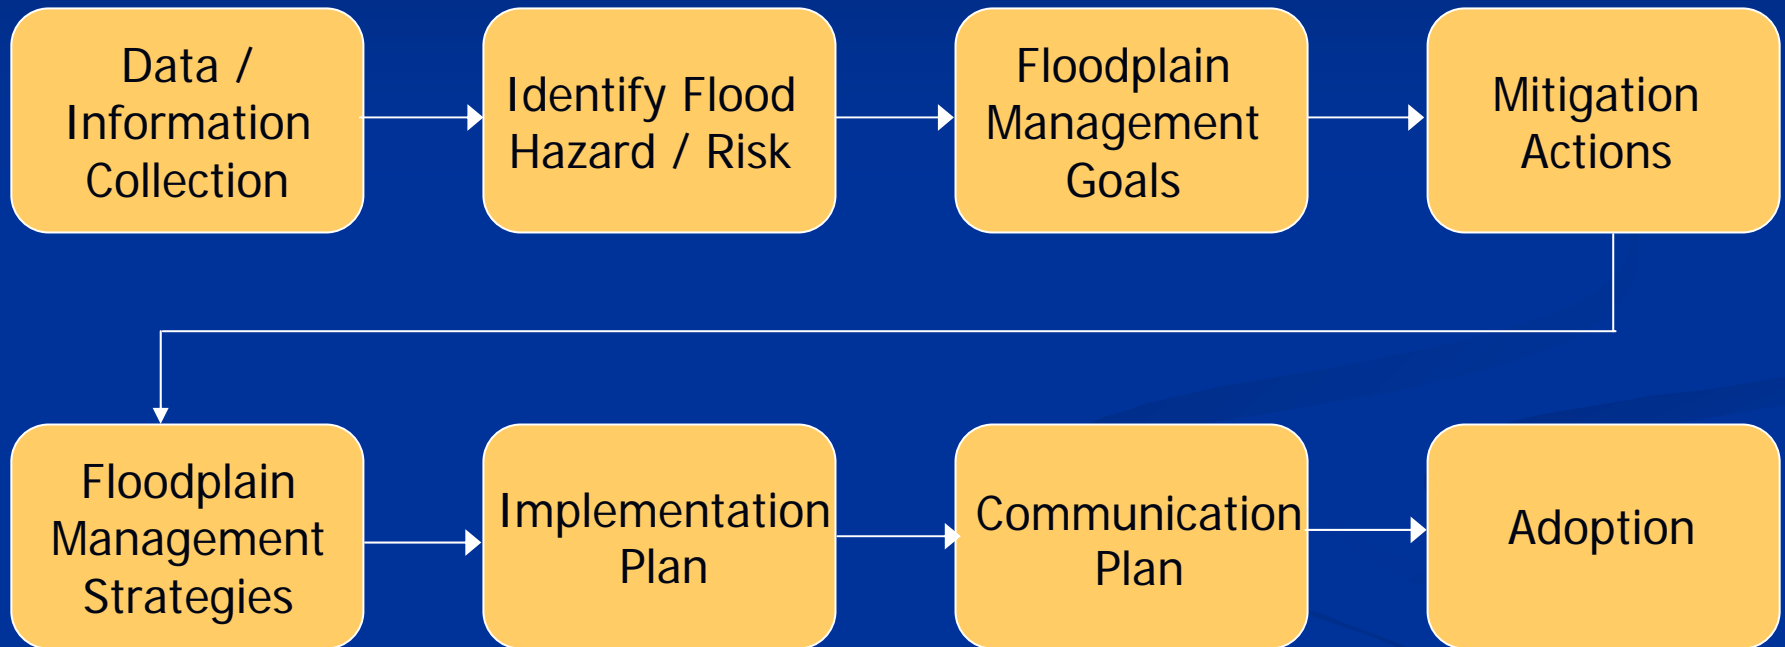 Data /
Information
Collection
Identify Flood
Hazard / Risk
Floodplain
Management
Goals
Mitigation
Actions
Floodplain
Management
Strategies
Implementation
Plan
Communication
Plan
Adoption